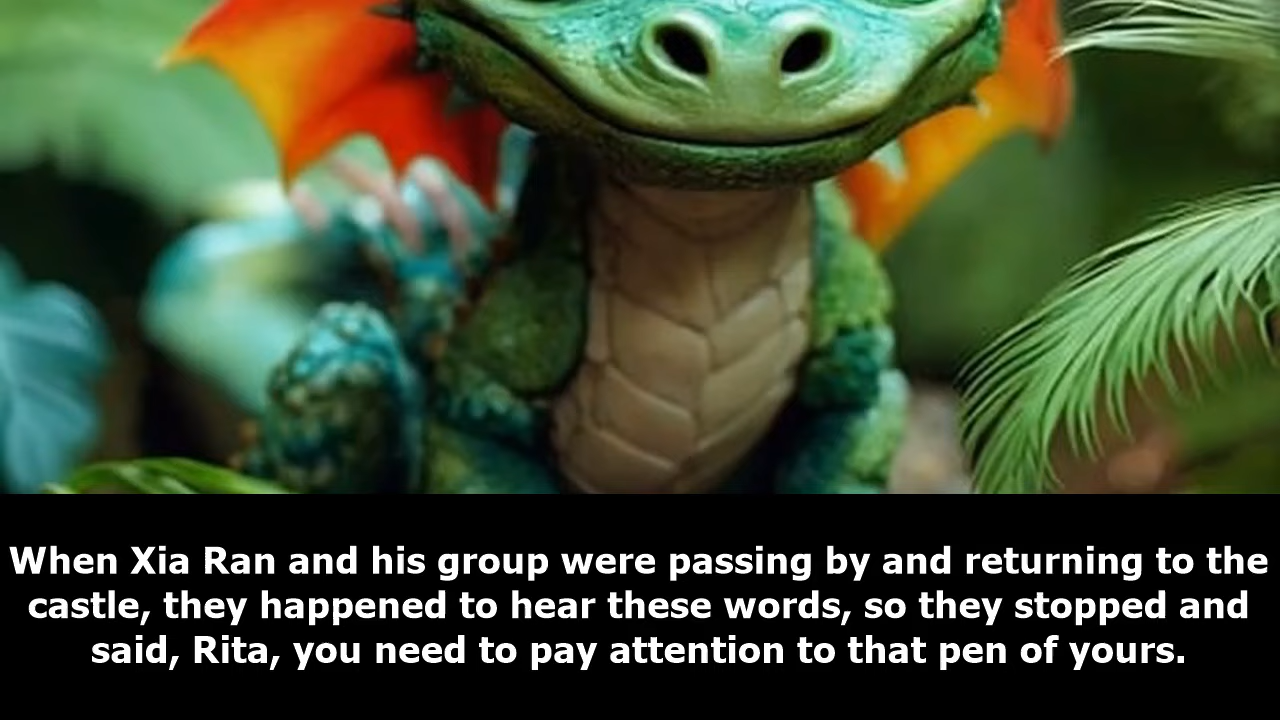 When Xia Ran and his group were passing by and returning to the
castle, they happened to hear these words, so they stopped and
said, Rita, you need to pay attention to that pen of yours.